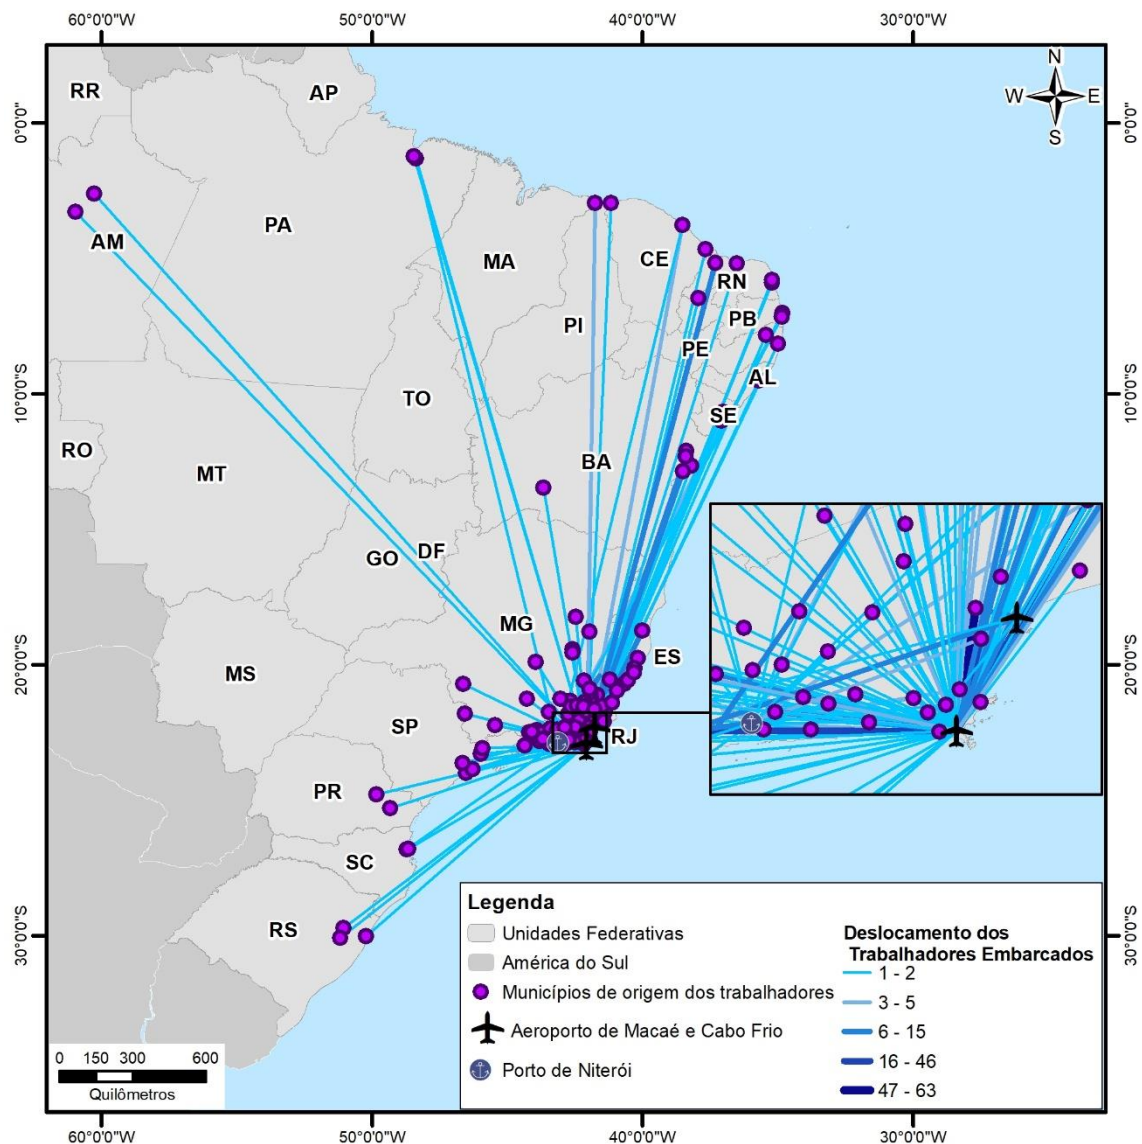 60°0'0"W 50°0'0"W 40°0'0"W 30°0'0"W
N
W E
S
0°0'0"
0°0'0"
RR
AP
AM
PA
MA
CE
RN
PB
PI
PE
AL
TO
SE
10°0'0"S
10°0'0"S
RO
MT
BA
GO
DF
MG
ES
MS
20°0'0"S
20°0'0"S
SP
RJ
PR
SC
RS
30°0'0"S
30°0'0"S
Legenda
Unidades Federativas
América do Sul
Municípios de origem dos trabalhadores
Aeroporto de Macaé e Cabo Frio
Porto de Niterói
Deslocamento dos
Trabalhadores Embarcados
1 - 2
3 - 5
6 - 15
16 - 46
47 - 63
0 150 300 600
Quilômetros
60°0'0"W 50°0'0"W 40°0'0"W 30°0'0"W